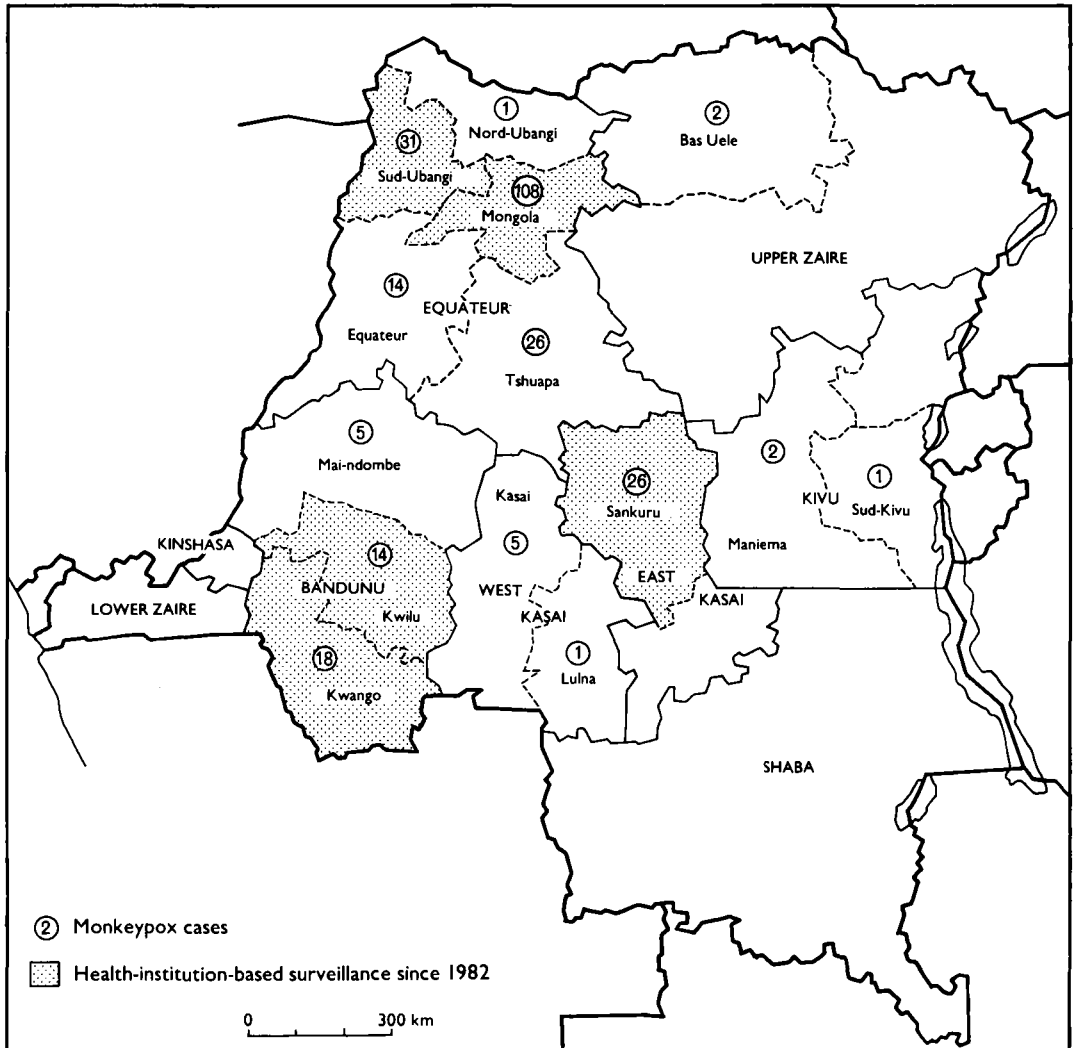 1
Nord-Ubangi
2
Bas Uele
31
Sud-Ubangi
108
Mongola
UPPER ZAIRE
14
EQUATEUR
Equateur
26
Tshuapa
5
Mai-ndombe
Kasai
26
Sankuru
2
1
KIVU
Sud-Kivu
Maniema
KINSHASA
14
5
BANDUNU
Kwilu
WEST
EAST
KASAI
KASAI
LOWER ZAIRE
18
Kwango
1
Lulna
SHABA
2 Monkeypox cases
Health-institution-based surveillance since 1982
0 300 km